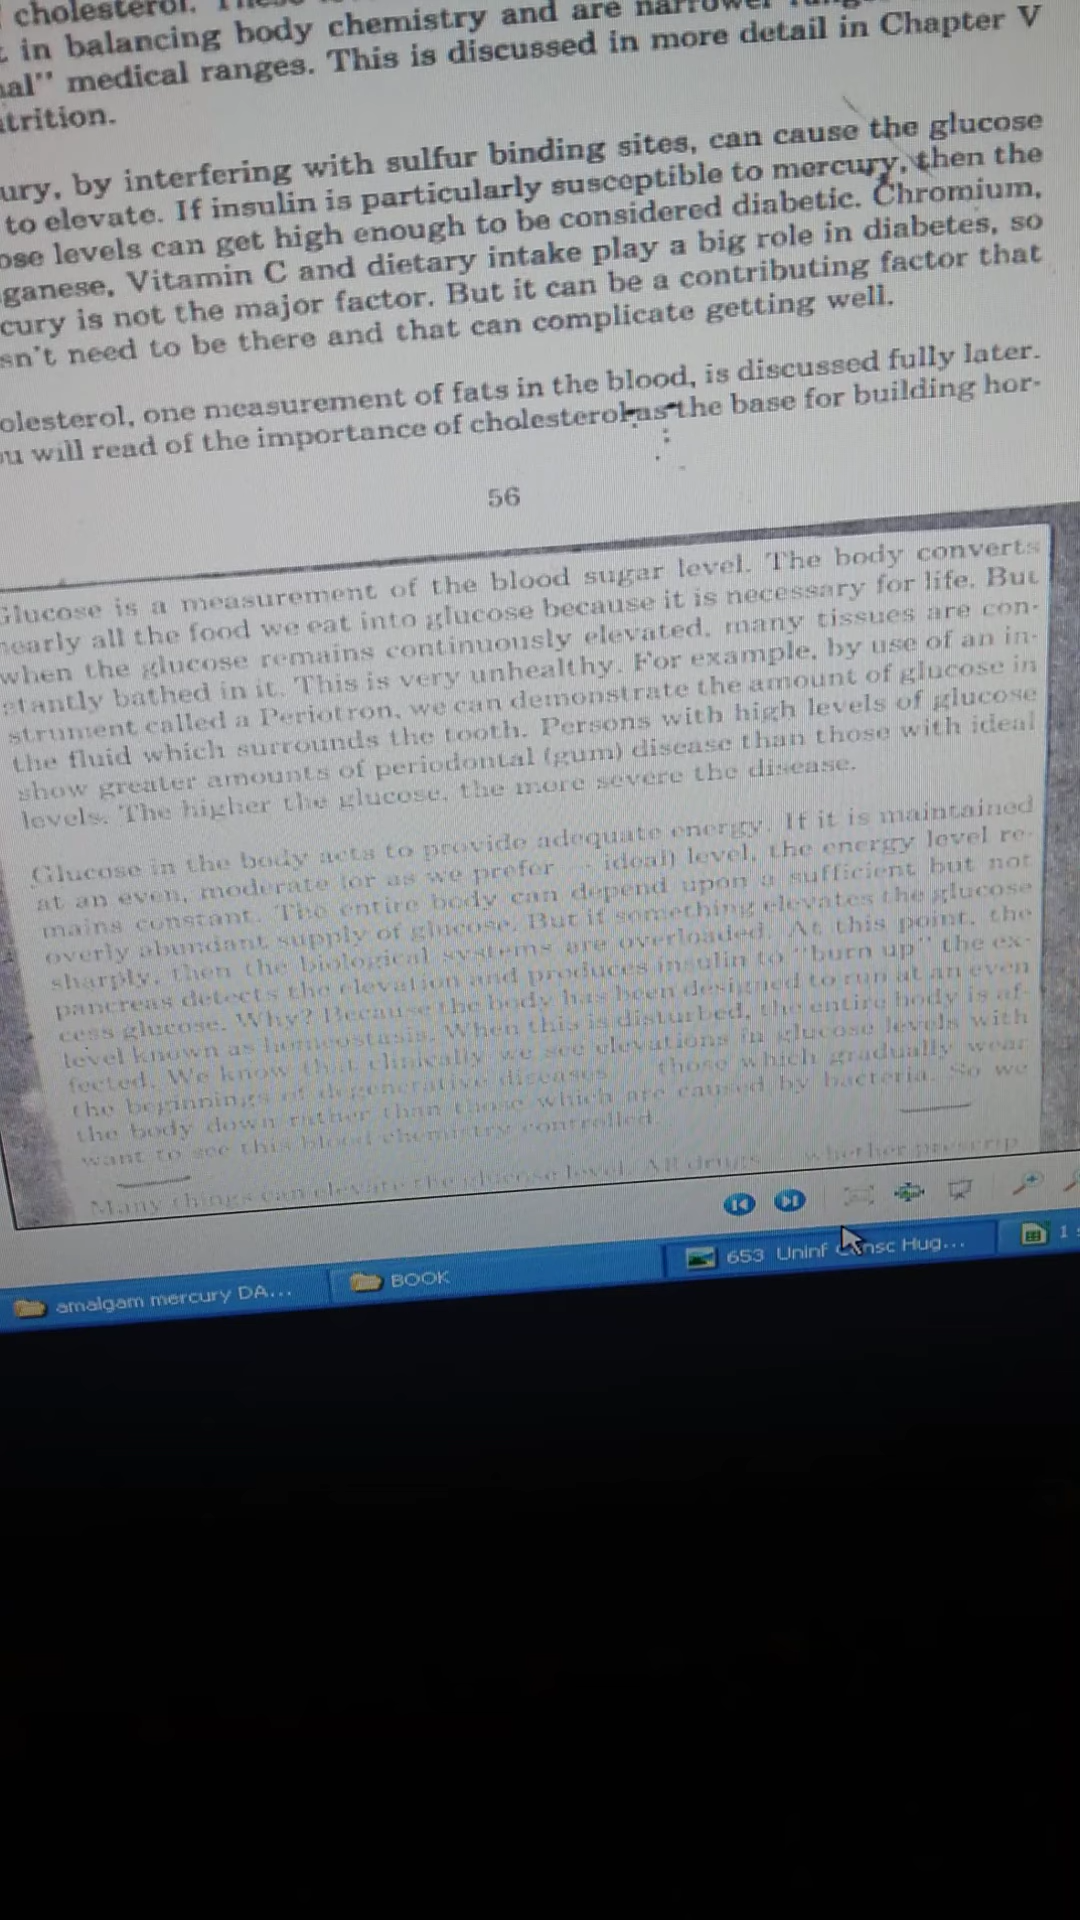 cholesterol.
in balancing body chemistry and are narrower
al" medical ranges. This is discussed in more detail in Chapter V
trition.
ury, by interfering with sulfur binding sites, can cause the glucose
to elevate. If insulin is particularly susceptible to mercury, then the
ose levels can get high enough to be considered diabetic. Chromium,
ganese, Vitamin C and dietary intake play a big role in diabetes, so
cury is not the major factor. But it can be a contributing factor that
sn't need to be there and that can complicate getting well.
olesterol, one measurement of fats in the blood, is discussed fully later.
ou will read of the importance of cholesterol as the base for building hor-
56
Glucose is a measurement of the blood sugar level. The body converts
nearly all the food we eat into glucose because it is necessary for life. But
when the glucose remains continuously elevated, many tissues are con-
stantly bathed in it. This is very unhealthy. For example, by use of an in-
strument called a Periotron, we can demonstrate the amount of glucose in
the fluid which surrounds the tooth. Persons with high levels of glucose
show greater amounts of periodontal (gum) disease than those with ideal
levels. The higher the glucose, the more severe the disease.
Glucose in the body acts to provide adequate energy. If it is maintained
at an even, moderate (or as we prefer - ideal) level, the energy level re-
mains constant. The entire body can depend upon a sufficient but not
overly abundant supply of glucose. But if something elevates the glucose
sharply, then the biological systems are overloaded. At this point, the
pancreas detects the elevation and produces insulin to "burn up" the ex-
cess glucose. Why? Because the body has been designed to run at an even
level known as homeostasis. When this is disturbed, the entire body is af-
fected. We know that clinically we see elevations in glucose levels with
the beginnings of degenerative diseases those which gradually wear
the body down rather than those which are caused by bacteria. So we
want to see this blood chemistry controlled.
Many things can elevate the glucose level. All drugs whether prescrip
amalgam mercury DA...
BOOK
653 Uninf Consc Hug...
1